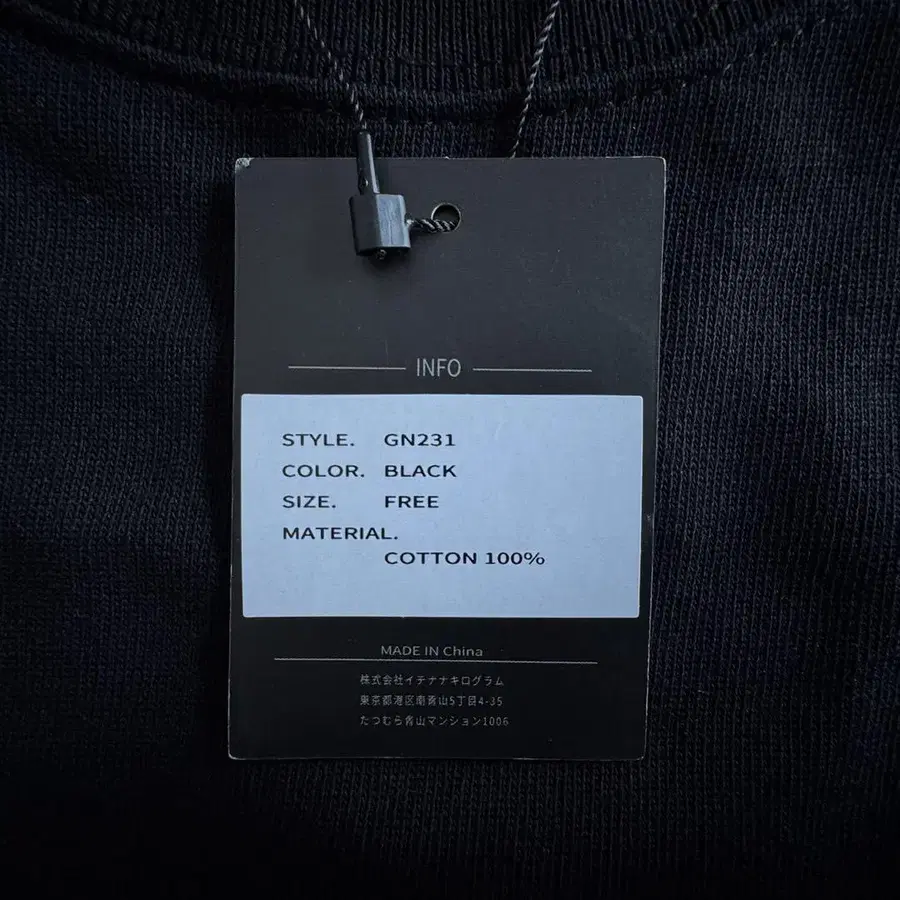 INFO
STYLE. GN231
COLOR. BLACK
SIZE. FREE
MATERIAL.
COTTON 100%
MADE IN China
株式会社イチナナキログラム
東京都港区南青山5丁目4-35
たつむら青山マンション1006